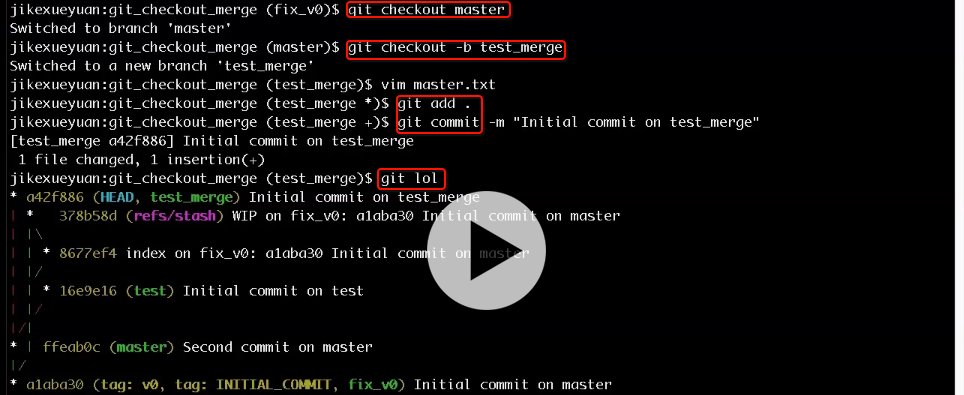 jikexueyuan:git_checkout_merge (fix_v0)$ git checkout master
Switched to branch 'master'
jikexueyuan:git_checkout_merge (master)$ git checkout -b test_merge
Switched to a new branch 'test_merge'
jikexueyuan:git_checkout_merge (test_merge)$ vim master.txt
jikexueyuan:git_checkout_merge (test_merge *)$ git add .
jikexueyuan:git_checkout_merge (test_merge +)$ git commit -m "Initial commit on test_merge"
[test_merge a42f886] Initial commit on test_merge
 1 file changed, 1 insertion(+)
jikexueyuan:git_checkout_merge (test_merge)$ git lol
* a42f886 (HEAD, test_merge) Initial commit on test_merge
| *   378b58d (refs/stash) WIP on fix_v0: a1aba30 Initial commit on master
| |\
| | * 8677ef4 index on fix_v0: a1aba30 Initial commit on master
| |/
| | * 16e9e16 (test) Initial commit on test
| |/
|/|
* | ffeab0c (master) Second commit on master
|/
* a1aba30 (tag: v0, tag: INITIAL_COMMIT, fix_v0) Initial commit on master